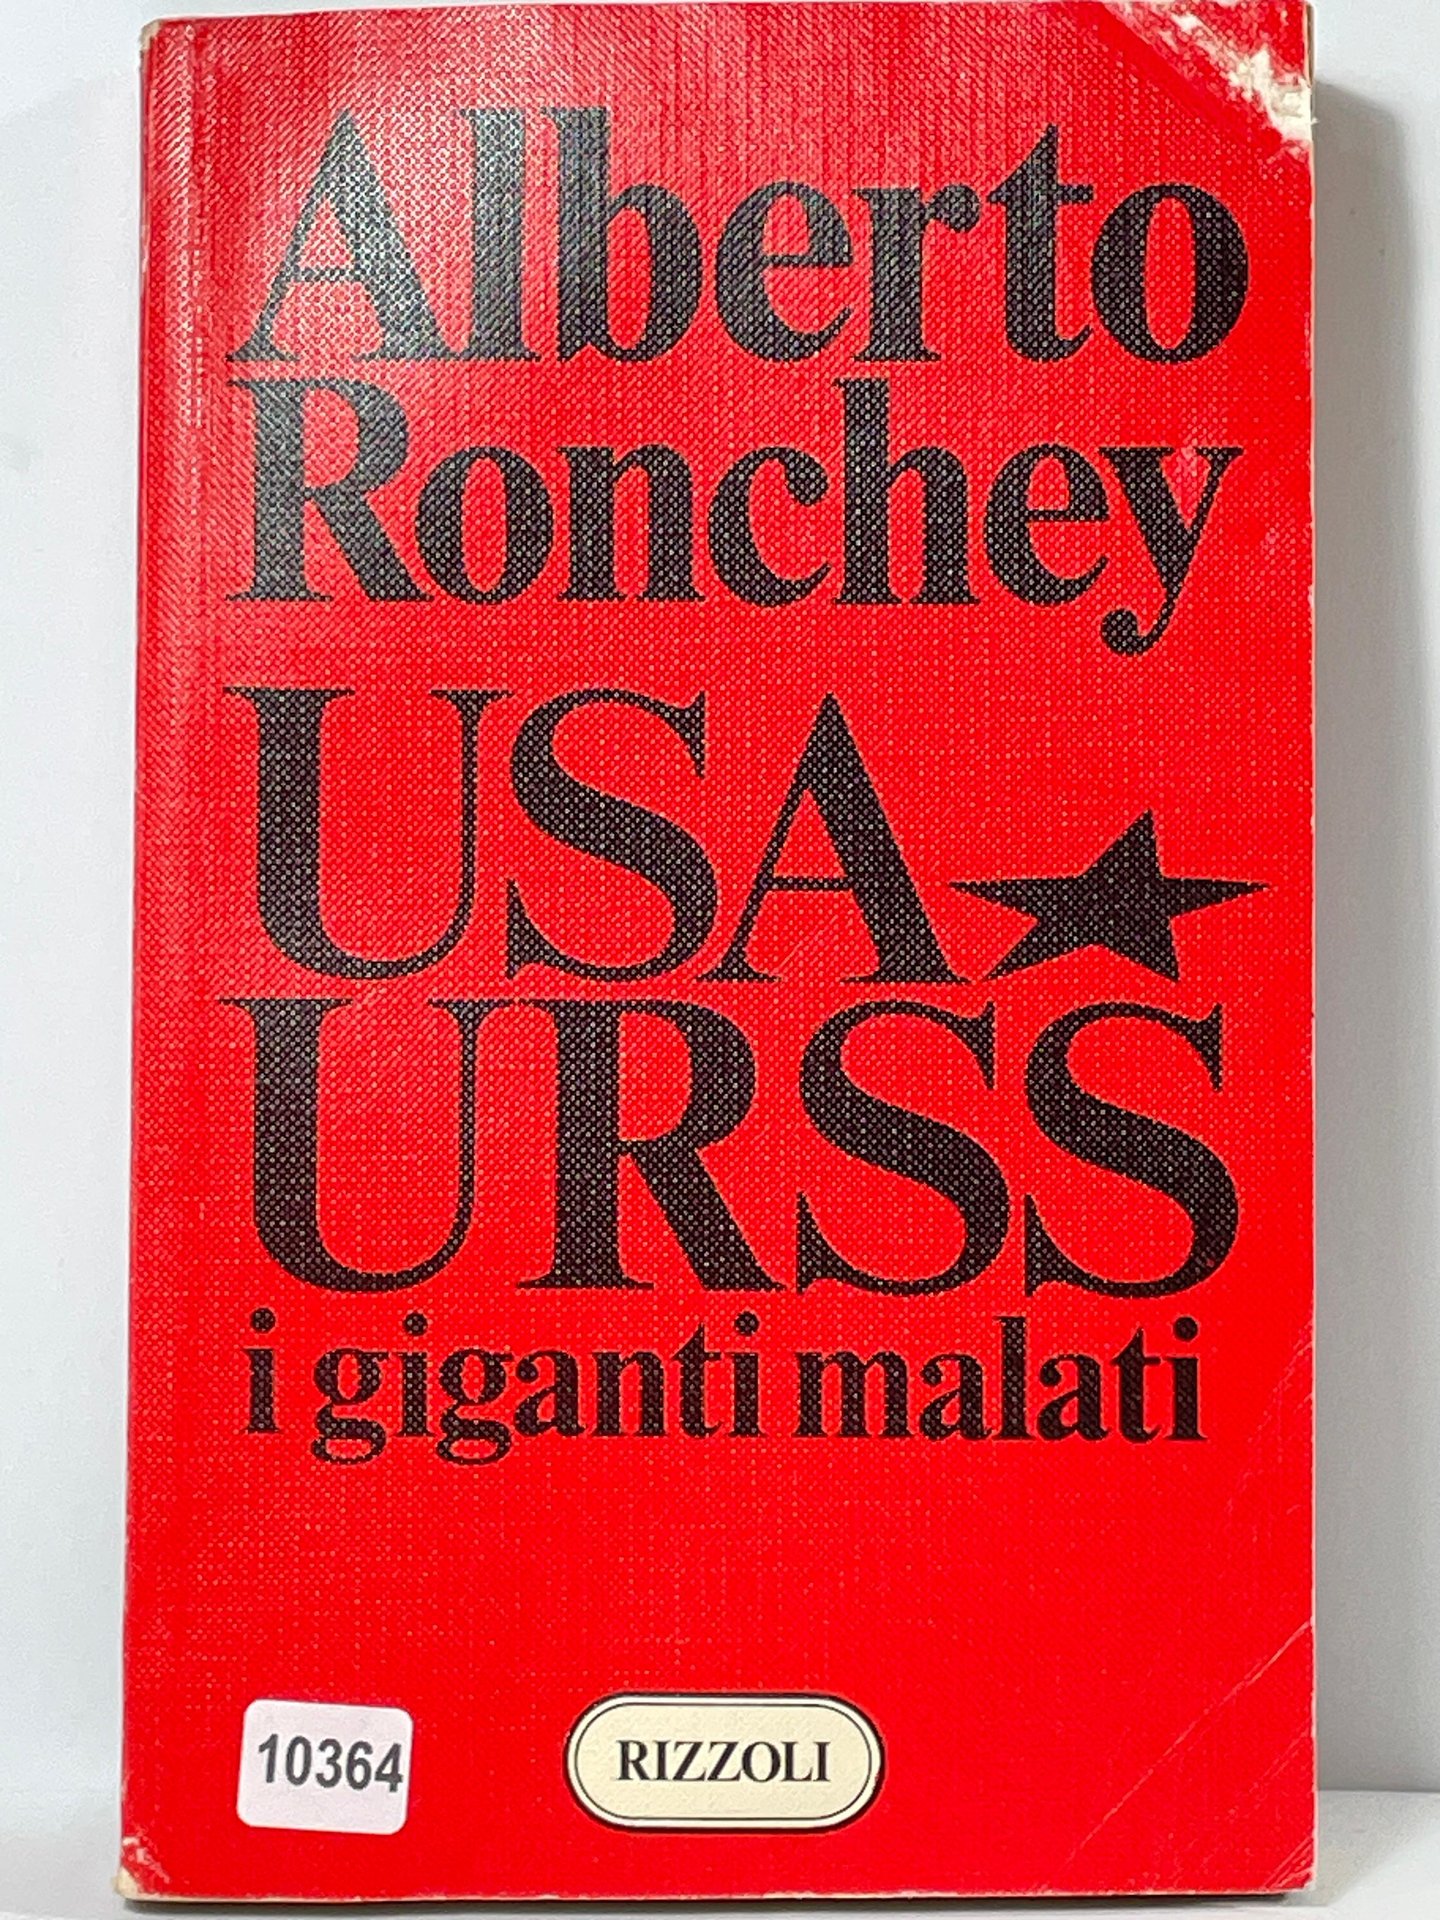 Alberto
Ronchey
USA
URSS
i giganti malati
10364
RIZZOLI